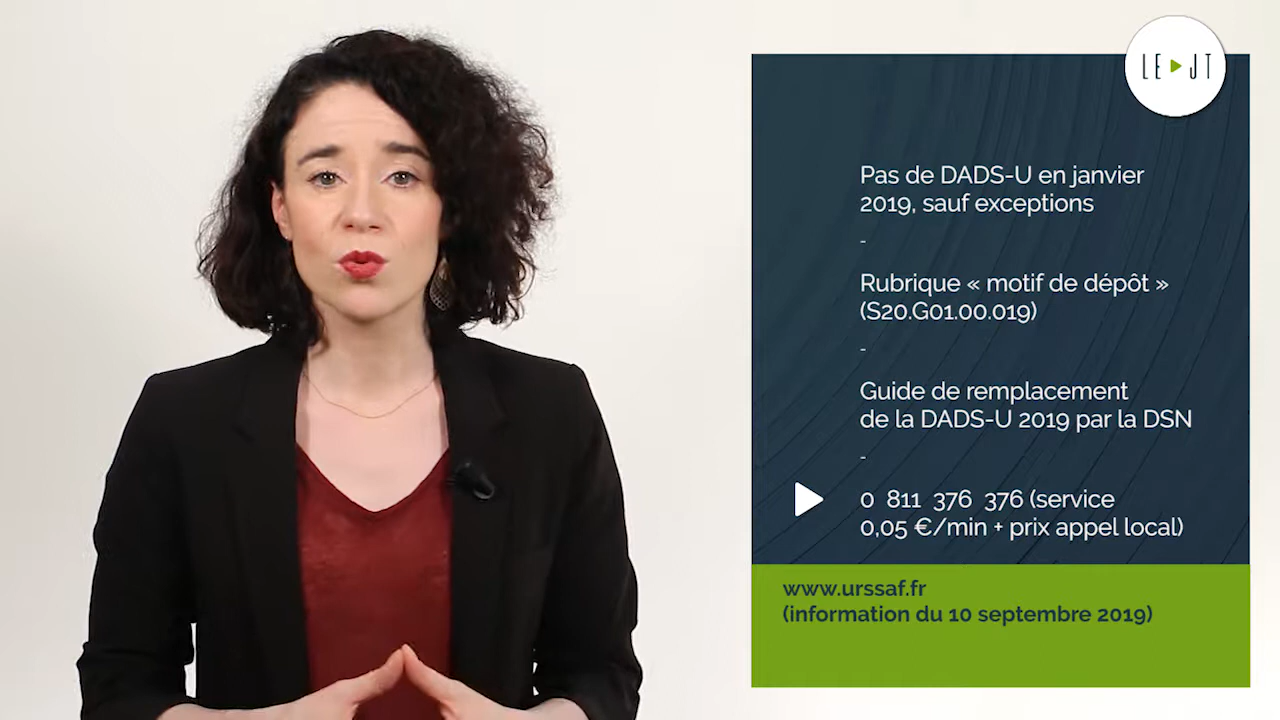 LE JT
Pas de DADS-U en janvier
2019, sauf exceptions
-
Rubrique « motif de dépôt »
(S20.G01.00.019)
-
Guide de remplacement
de la DADS-U 2019 par la DSN
-
0 811 376 376 (service
0,05 €/min + prix appel local)
www.urssaf.fr
(information du 10 septembre 2019)